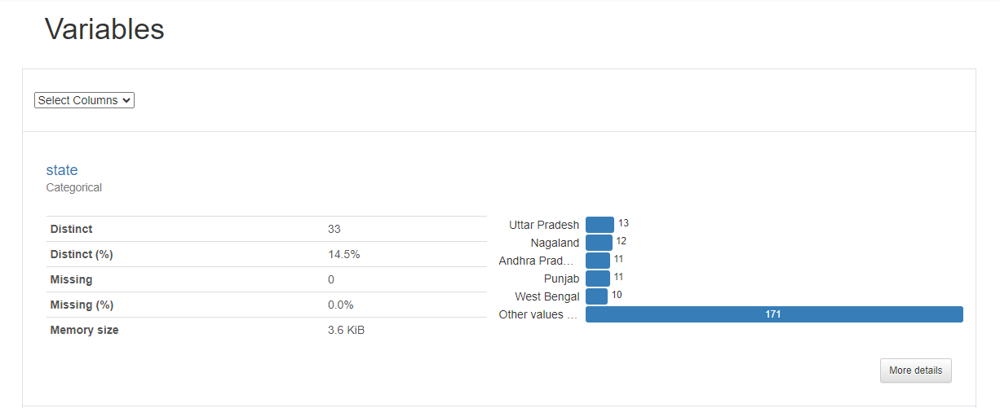 Variables
Select Columns
state
Categorical
Distinct 33
Distinct (%) 14.5%
Missing 0
Missing (%) 0.0%
Memory size 3.6 KiB
Uttar Pradesh 13
Nagaland 12
Andhra Prad... 11
Punjab 11
West Bengal 10
Other values ... 171
More details